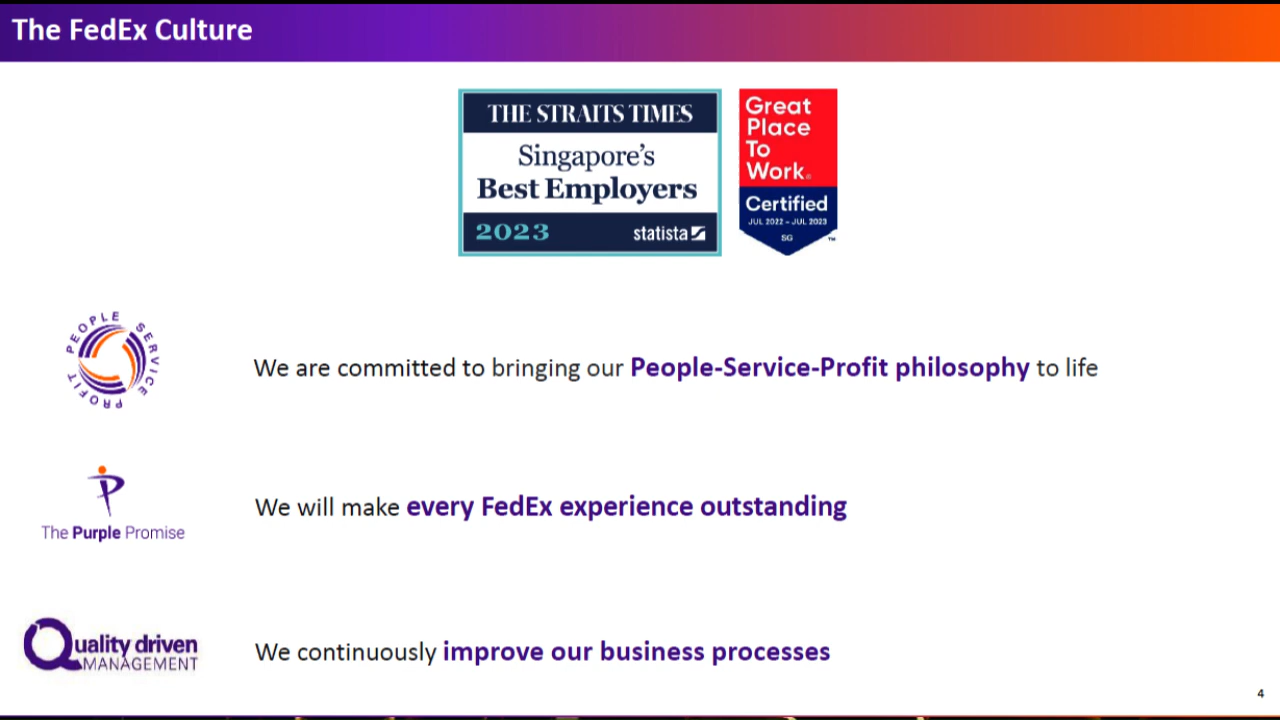 The FedEx Culture
THE STRAITS TIMES
Singapore's
Best Employers
2023 statista
Great
Place
To
Work.
Certified
JUL 2022 – JUL 2023
SG
TM
PEOPLE SERVICE PROFIT
We are committed to bringing our People-Service-Profit philosophy to life
The Purple Promise
We will make every FedEx experience outstanding
Quality driven
MANAGEMENT
We continuously improve our business processes
4